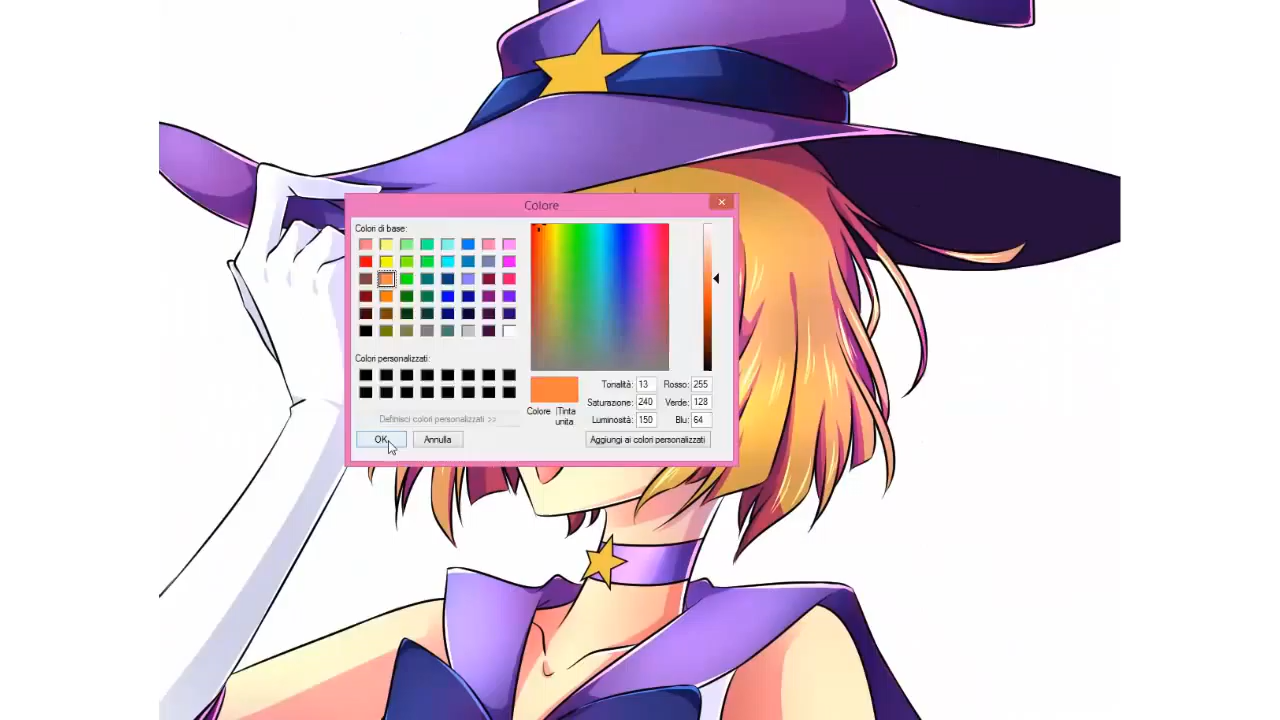 Colore
Colori di base:
Colori personalizzati:
Definisci colori personalizzati >>
OK
Annulla
Colore |Tinta unita
Tonalità: 13
Saturazione: 240
Luminosità: 150
Rosso: 255
Verde: 128
Blu: 64
Aggiungi ai colori personalizzati